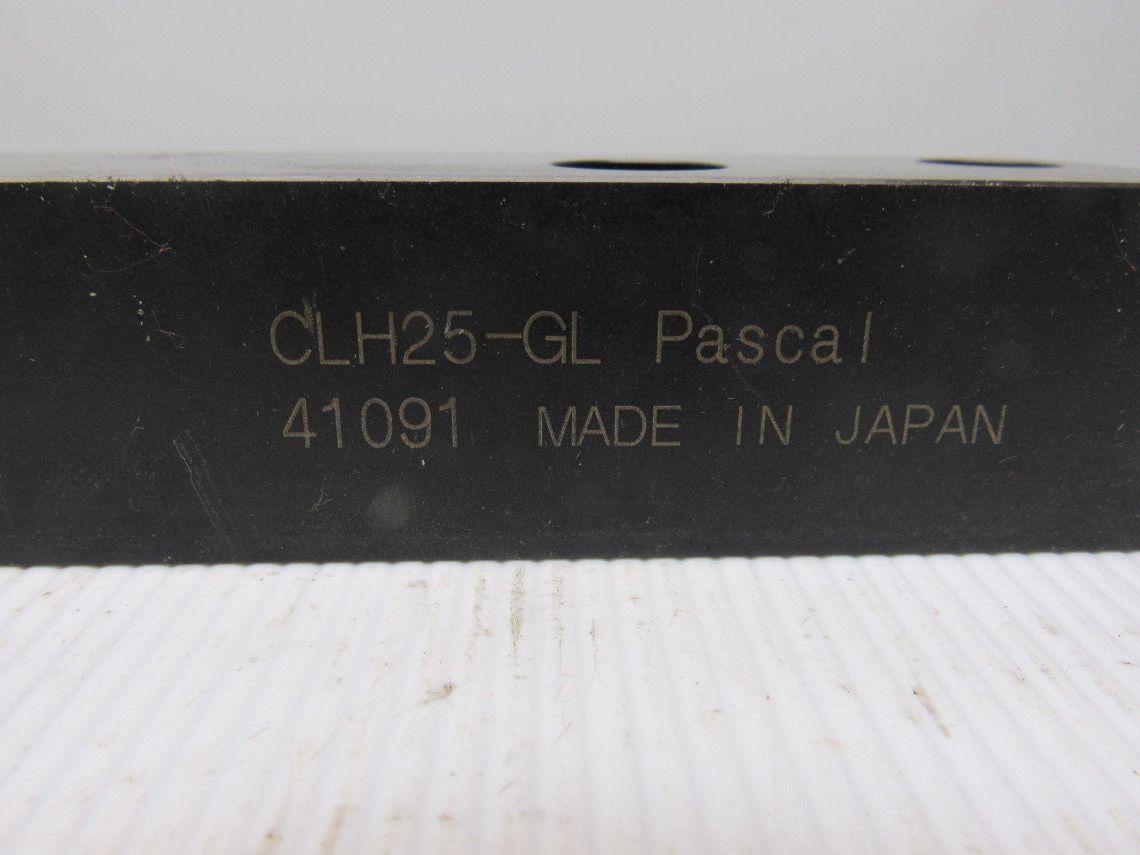 CLH25-GL Pascal
41091 MADE IN JAPAN